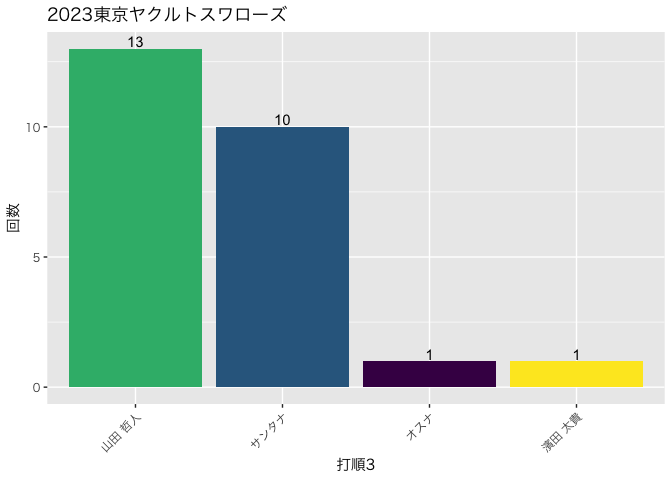 2023東京ヤクルトスワローズ
13
10
1
1
10
5
0
回数
山田 哲人
サンタナ
オスナ
濱田 太貴
打順3